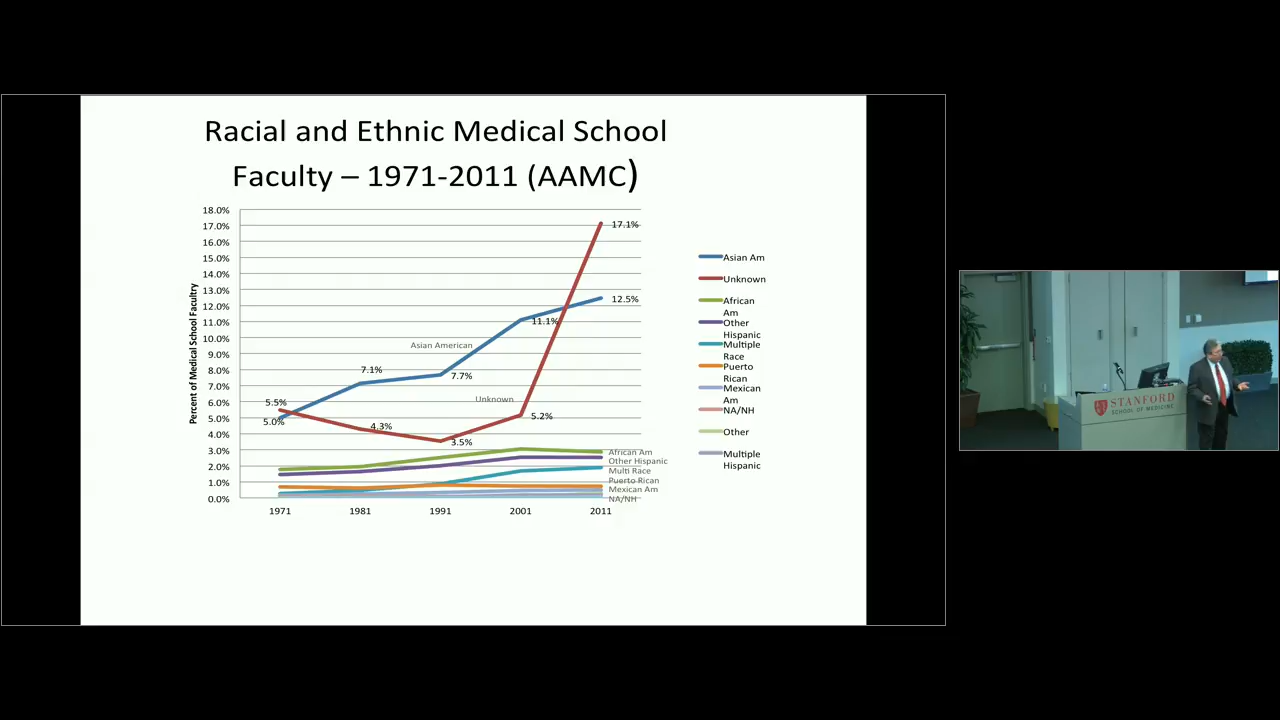 Racial and Ethnic Medical School
Faculty – 1971-2011 (AAMC)
Percent of Medical School Facultry
18.0%
17.0%
16.0%
15.0%
14.0%
13.0%
12.0%
11.0%
10.0%
9.0%
8.0%
7.0%
6.0%
5.0%
4.0%
3.0%
2.0%
1.0%
0.0%
1971
1981
1991
2001
2011
5.5%
5.0%
7.1%
4.3%
Asian American
7.7%
3.5%
Unknown
11.1%
5.2%
17.1%
12.5%
African Am
Other Hispanic
Multi Race
Puerto Rican
Mexican Am
NA/NH
Asian Am
Unknown
African
Am
Other
Hispanic
Multiple
Race
Puerto
Rican
Mexican
Am
NA/NH
Other
Multiple
Hispanic
STANFORD
SCHOOL OF MEDICINE